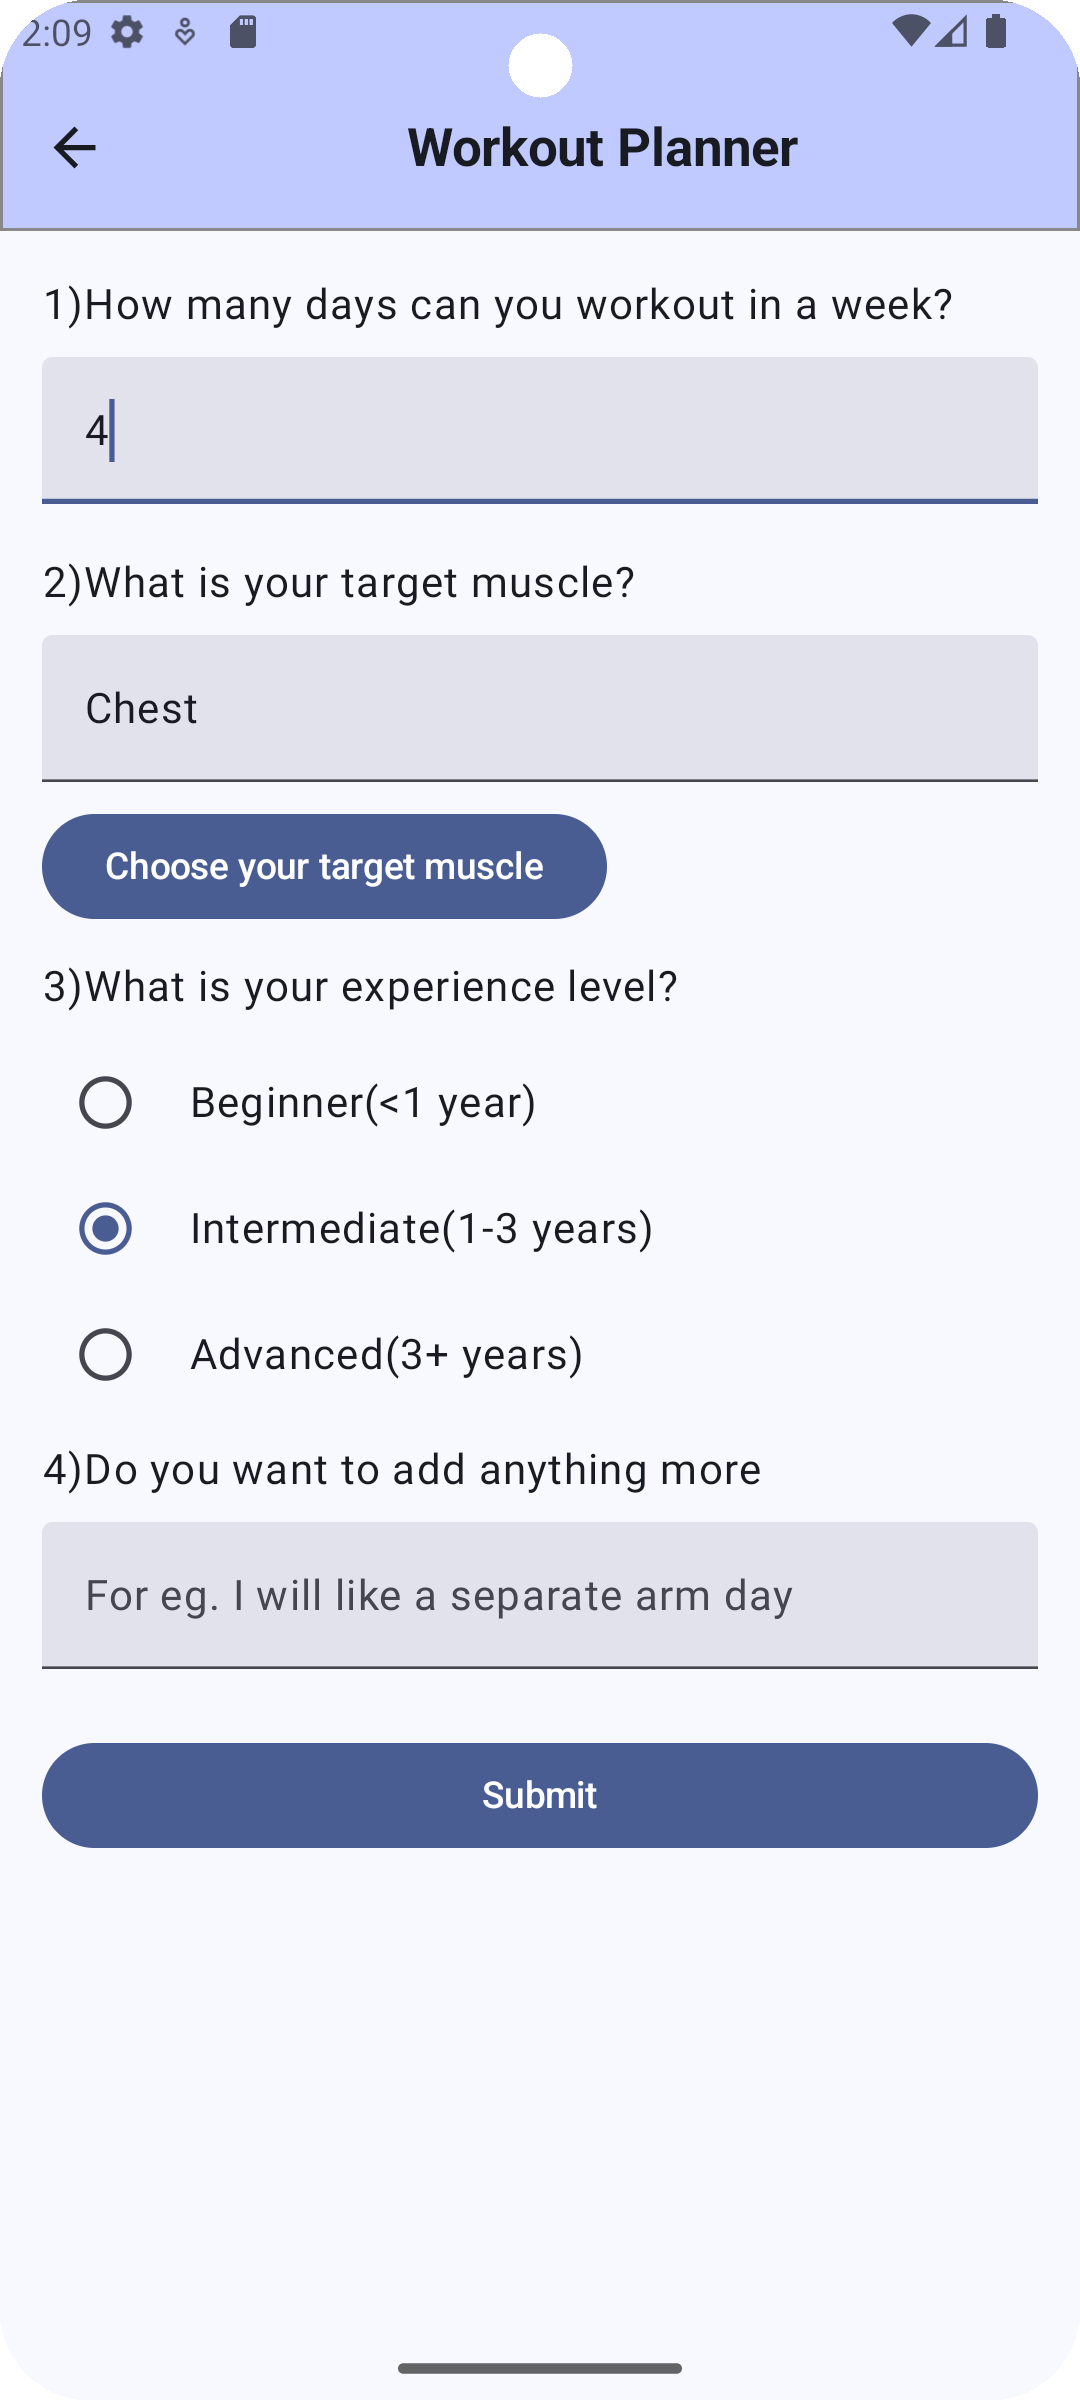 2:09
Workout Planner
1)How many days can you workout in a week?
4
2)What is your target muscle?
Chest
Choose your target muscle
3)What is your experience level?
Beginner(<1 year)
Intermediate(1-3 years)
Advanced(3+ years)
4)Do you want to add anything more
For eg. I will like a separate arm day
Submit